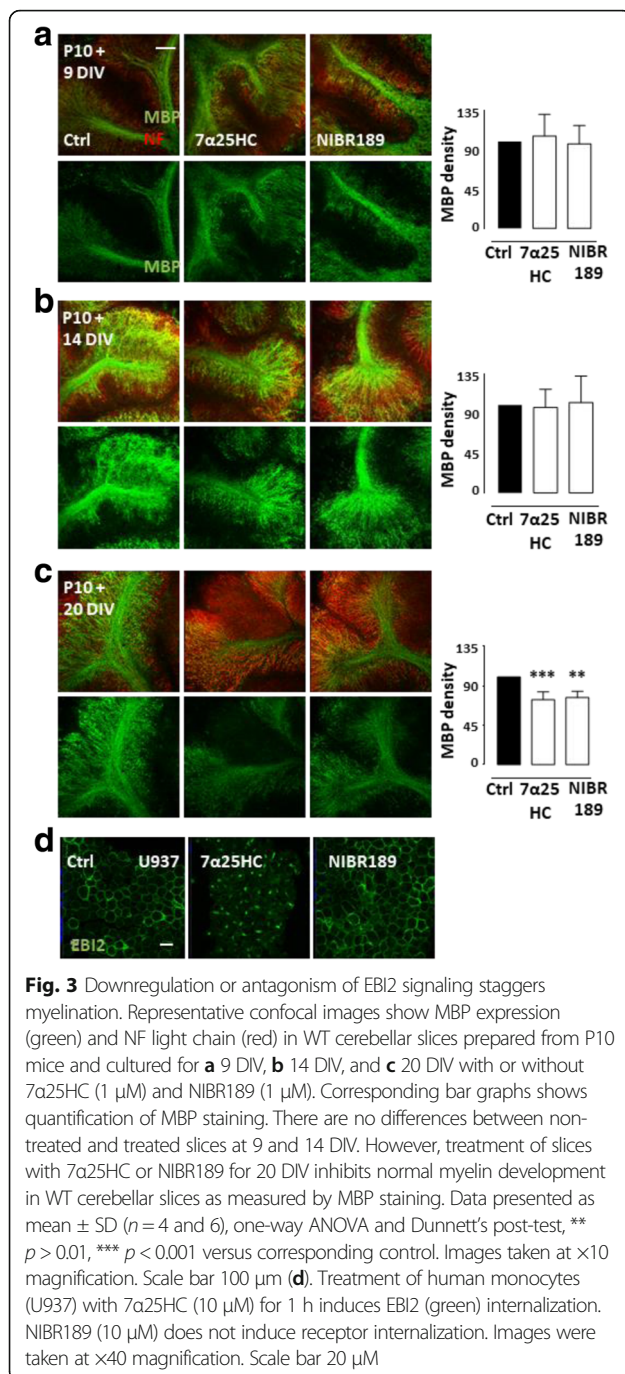 a
P10 +
9 DIV
MBP
Ctrl NF 7α25HC NIBR189
MBP
135
90
45
0
MBP density
Ctrl 7α25 NIBR
HC 189
b
P10 +
14 DIV
135
90
45
0
MBP density
Ctrl 7α25 NIBR
HC 189
c
P10 +
20 DIV
135
90
45
0
MBP density
*** **
Ctrl 7α25 NIBR
HC 189
d
Ctrl U937 7α25HC NIBR189
EBI2
Fig. 3 Downregulation or antagonism of EBI2 signaling staggers
myelination. Representative confocal images show MBP expression
(green) and NF light chain (red) in WT cerebellar slices prepared from P10
mice and cultured for a 9 DIV, b 14 DIV, and c 20 DIV with or without
7α25HC (1 μM) and NIBR189 (1 μM). Corresponding bar graphs shows
quantification of MBP staining. There are no differences between non-
treated and treated slices at 9 and 14 DIV. However, treatment of slices
with 7α25HC or NIBR189 for 20 DIV inhibits normal myelin development
in WT cerebellar slices as measured by MBP staining. Data presented as
mean ± SD (n = 4 and 6), one-way ANOVA and Dunnett's post-test, **
p > 0.01, *** p < 0.001 versus corresponding control. Images taken at ×10
magnification. Scale bar 100 μm (d). Treatment of human monocytes
(U937) with 7α25HC (10 μM) for 1 h induces EBI2 (green) internalization.
NIBR189 (10 μM) does not induce receptor internalization. Images were
taken at ×40 magnification. Scale bar 20 μM